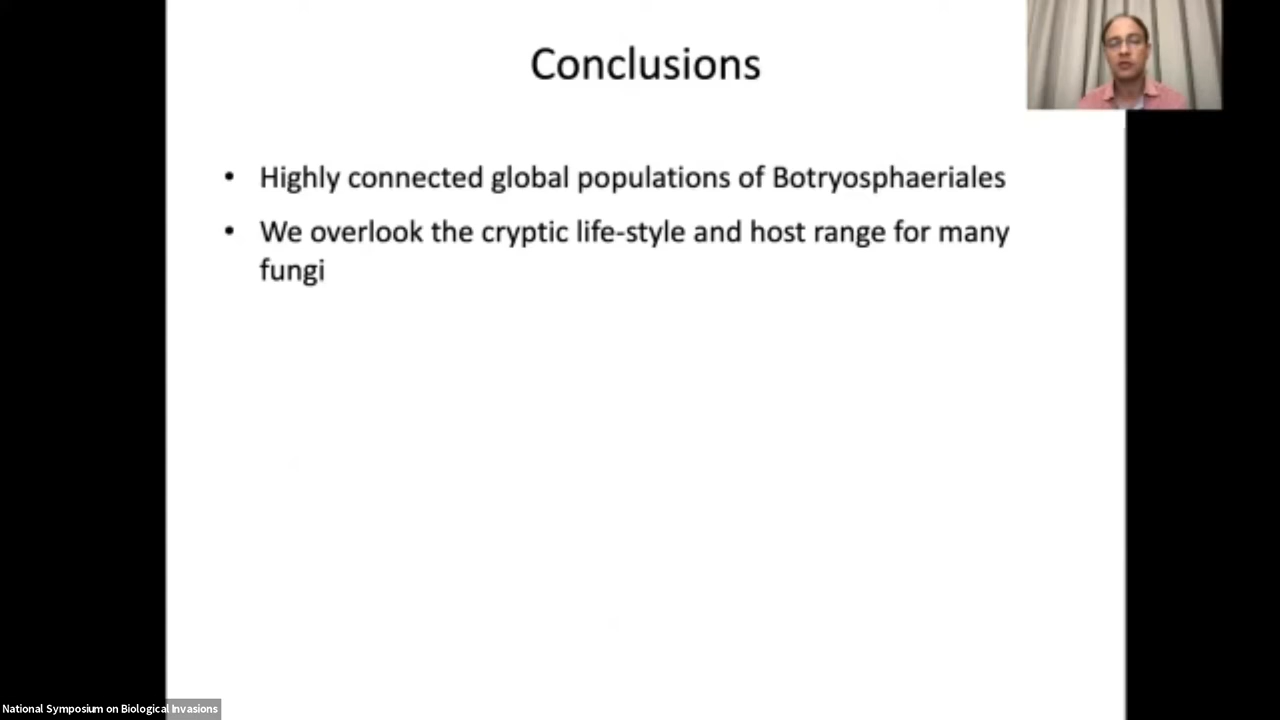 Conclusions
• Highly connected global populations of Botryosphaeriales
• We overlook the cryptic life-style and host range for many
fungi
National Symposium on Biological Invasions